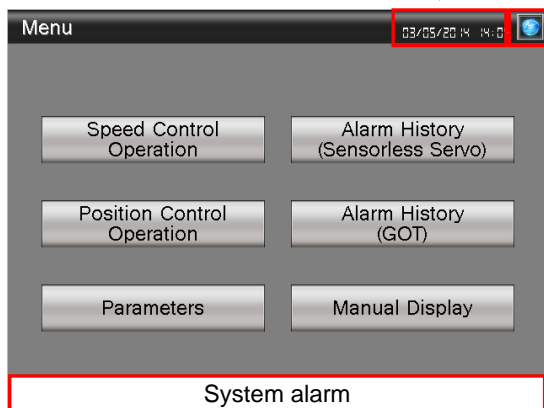 Menu
03/05/2014 14:0
Speed Control
Operation
Alarm History
(Sensorless Servo)
Position Control
Operation
Alarm History
(GOT)
Parameters
Manual Display
System alarm